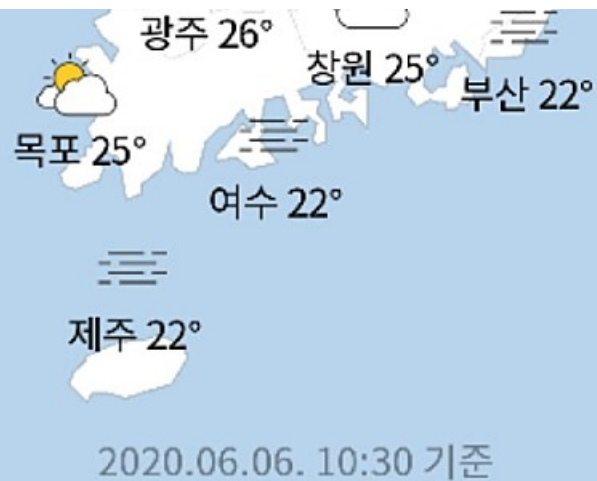 광주 26°
창원 25°
부산 22°
목포 25°
여수 22°
제주 22°
2020.06.06. 10:30 기준